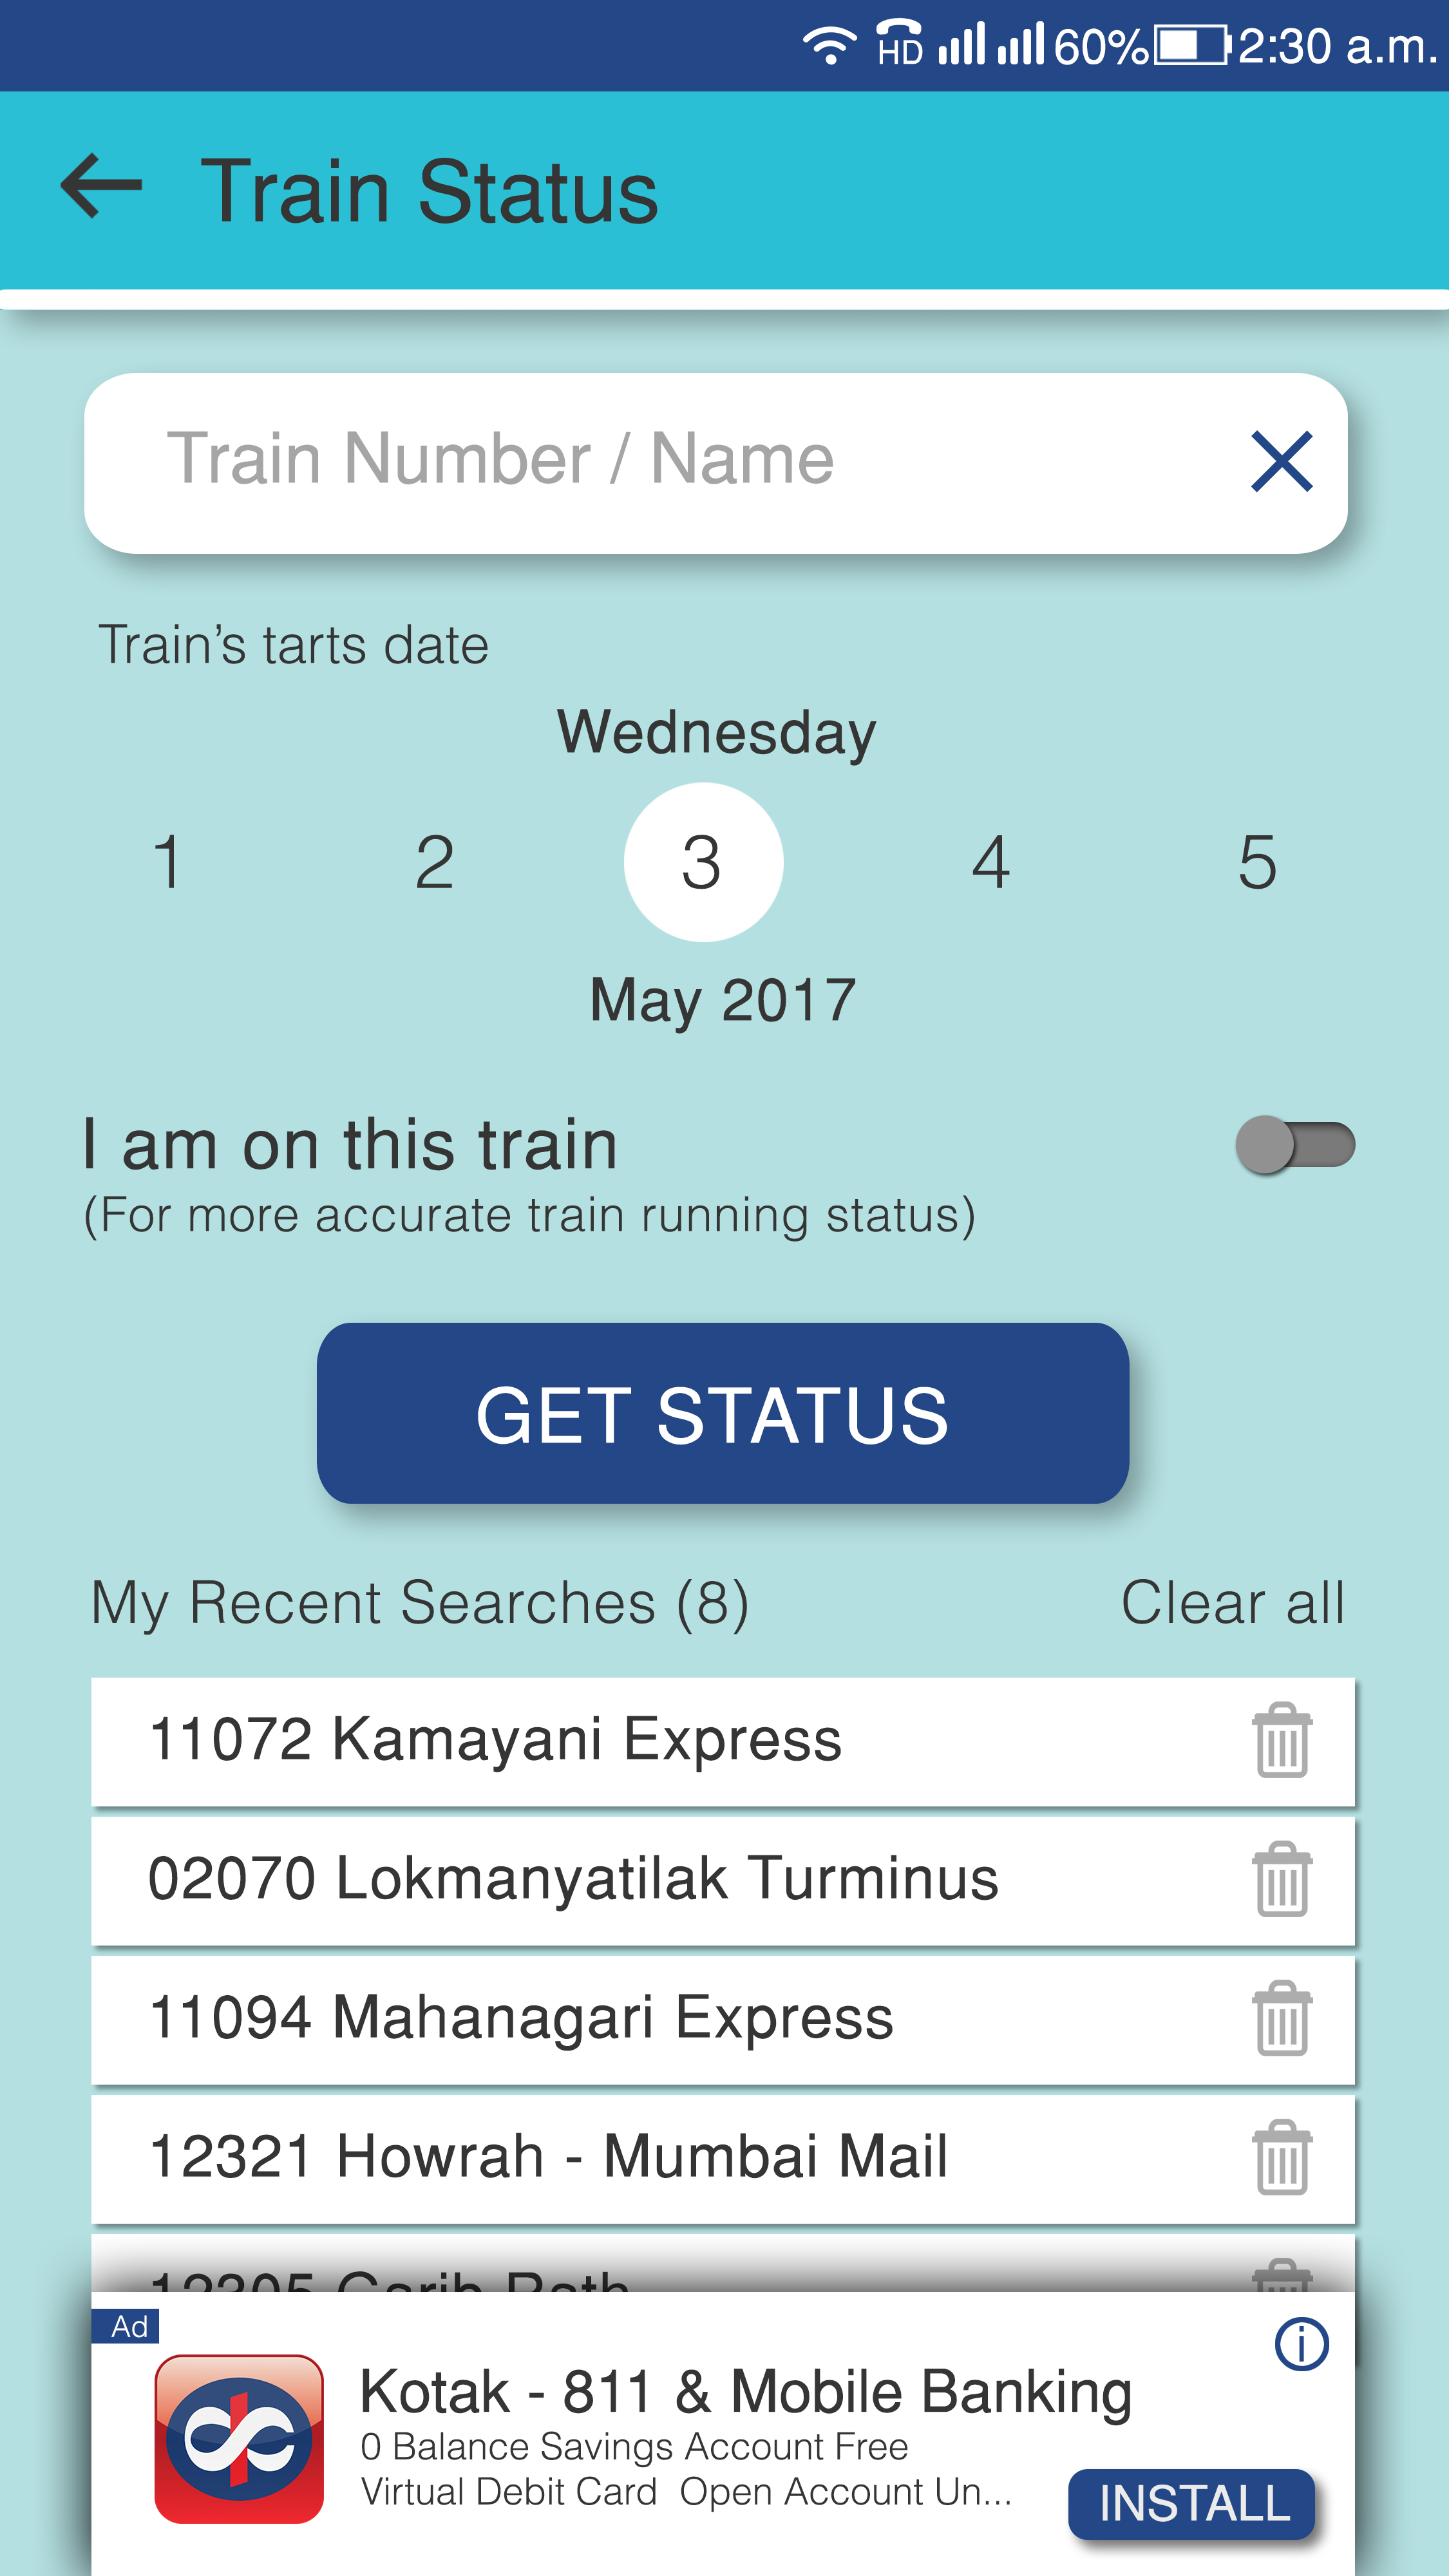 HD 60% 2:30 a.m.
Train Status
Train Number / Name
Train's tarts date
Wednesday
1 2 3 4 5
May 2017
I am on this train
(For more accurate train running status)
GET STATUS
My Recent Searches (8) Clear all
11072 Kamayani Express
02070 Lokmanyatilak Turminus
11094 Mahanagari Express
12321 Howrah - Mumbai Mail
12305 Garib Rath
Ad
Kotak - 811 & Mobile Banking
0 Balance Savings Account Free
Virtual Debit Card Open Account Un...
INSTALL